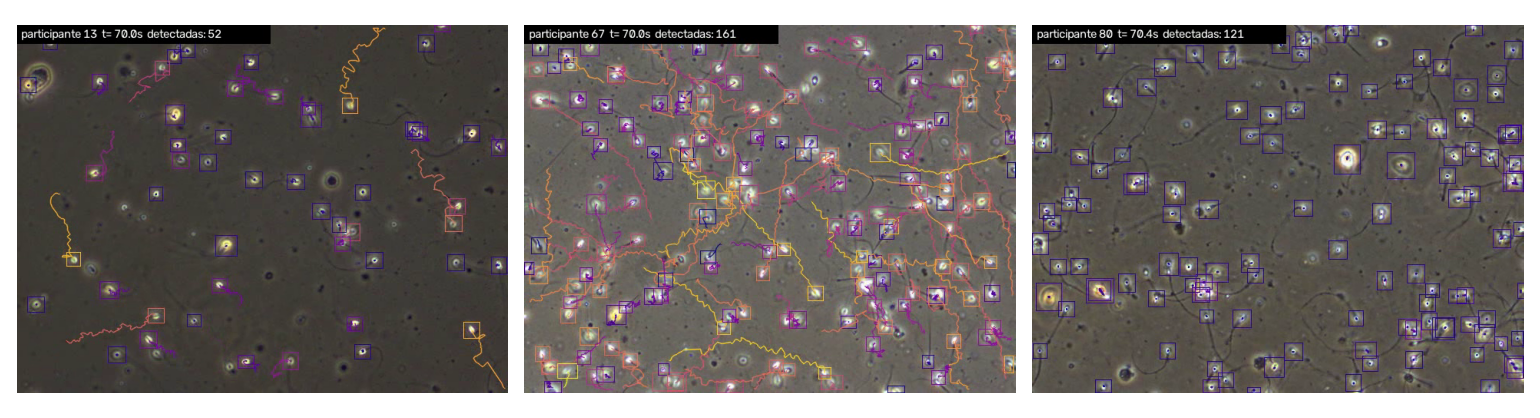 participante 13 t= 70.0s detectadas: 52
participante 67 t= 70.0s detectadas: 161
participante 80 t= 70.4s detectadas: 121